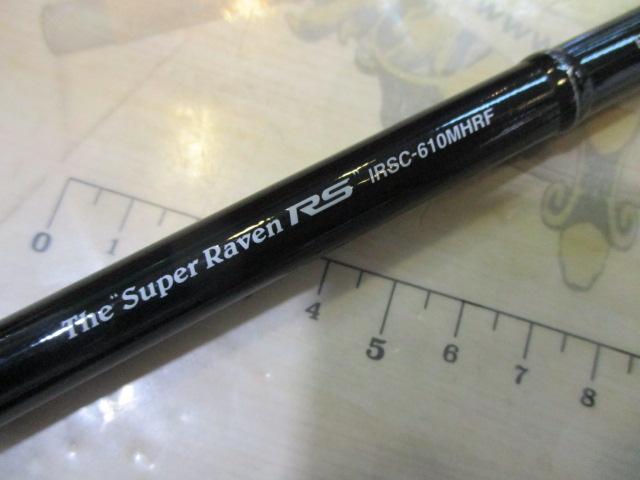 The "Super Raven RS" IRSC-610MHRF
0 1
4 5 6 7 8